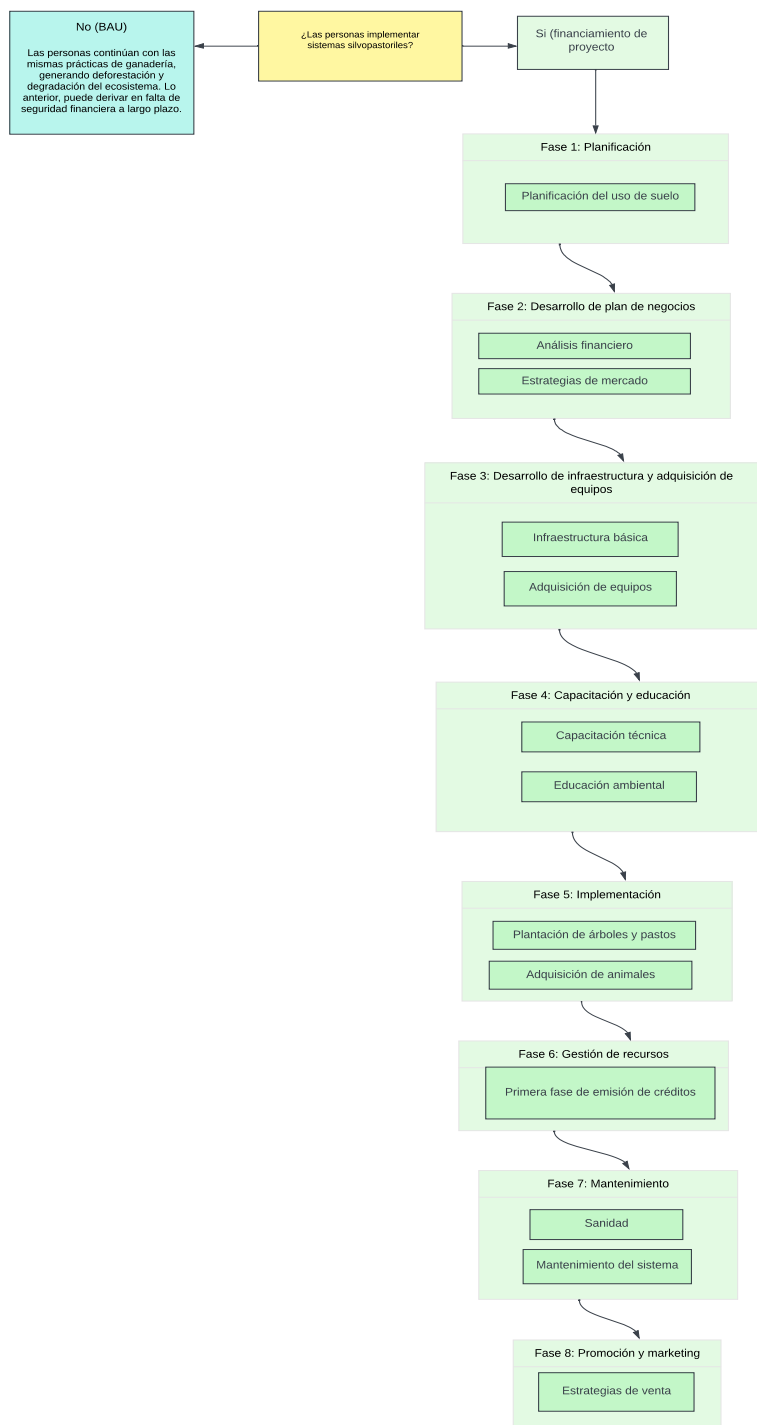 No (BAU)
Las personas continúan con las
mismas prácticas de ganadería,
generando deforestación y
degradación del ecosistema. Lo
anterior, puede derivar en falta de
seguridad financiera a largo plazo.
¿Las personas implementar
sistemas silvopastoriles?
Si (financiamiento de
proyecto
Fase 1: Planificación
Planificación del uso de suelo
Fase 2: Desarrollo de plan de negocios
Análisis financiero
Estrategias de mercado
Fase 3: Desarrollo de infraestructura y adquisición de
equipos
Infraestructura básica
Adquisición de equipos
Fase 4: Capacitación y educación
Capacitación técnica
Educación ambiental
Fase 5: Implementación
Plantación de árboles y pastos
Adquisición de animales
Fase 6: Gestión de recursos
Primera fase de emisión de créditos
Fase 7: Mantenimiento
Sanidad
Mantenimiento del sistema
Fase 8: Promoción y marketing
Estrategias de venta